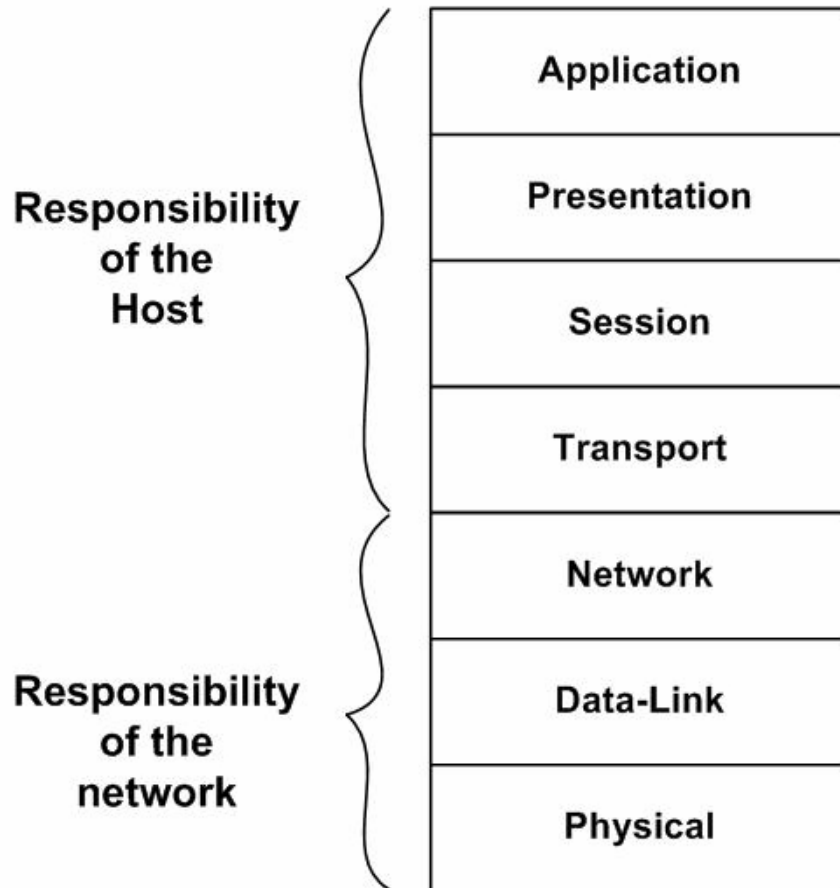 Application
Presentation
Session
Transport
Network
Data-Link
Physical
Responsibility
of the
Host
Responsibility
of the
network